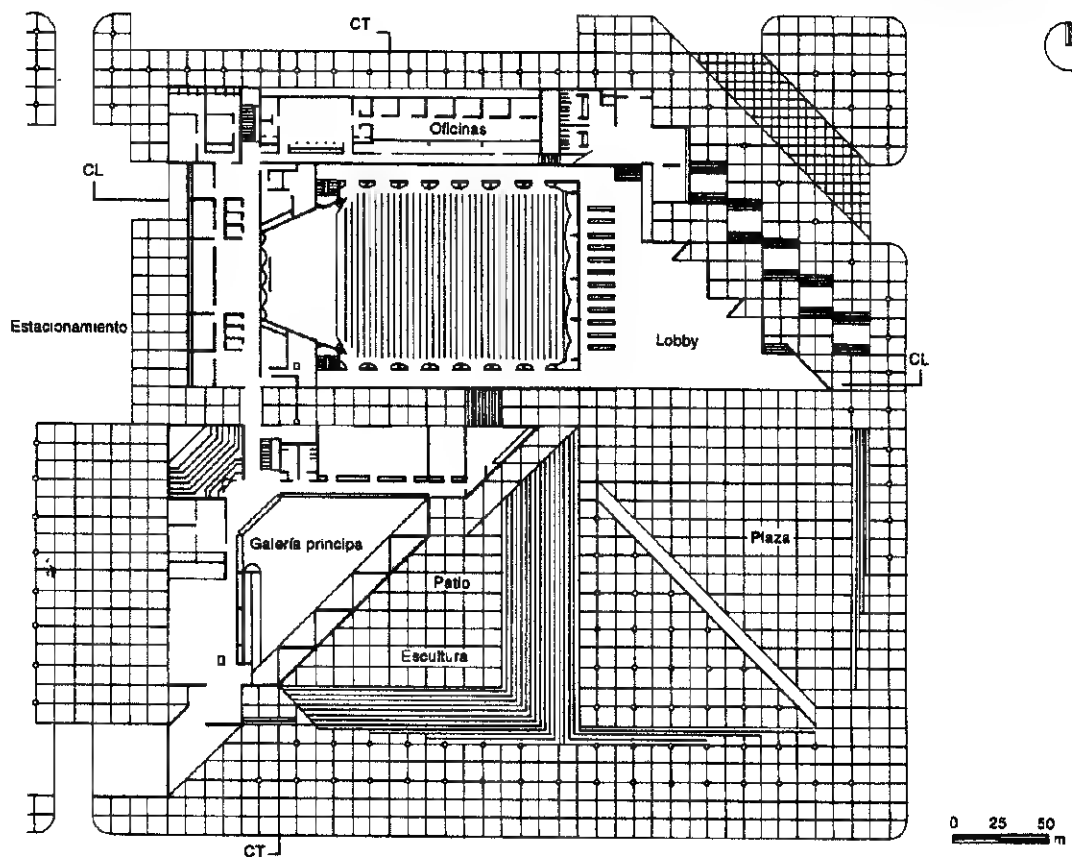 CT
Oficinas
CL
Estacionamiento
Lobby
CL
Galería principa
Plaza
Patio
Escultura
0 25 50
m
CT